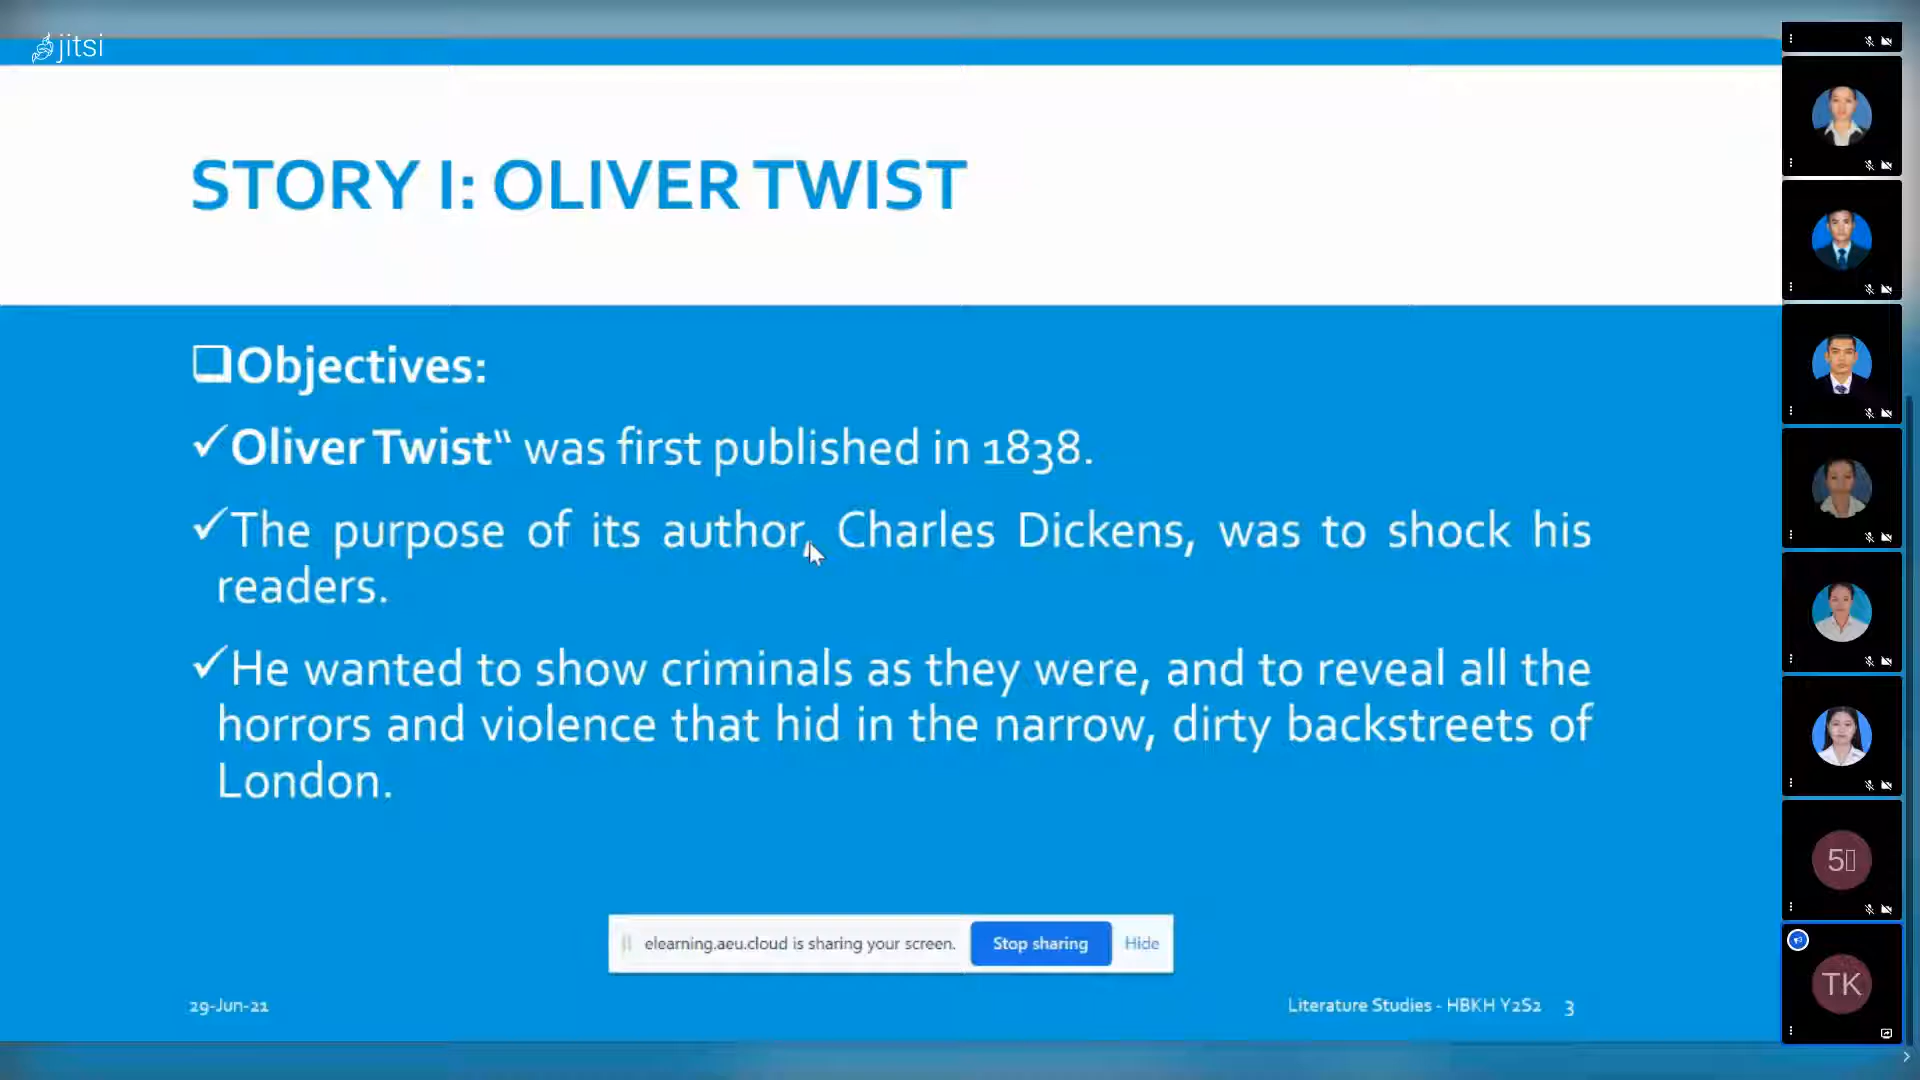 jitsi
STORY I: OLIVER TWIST
❑Objectives:
✓Oliver Twist“ was first published in 1838.
✓The purpose of its author, Charles Dickens, was to shock his
readers.
✓He wanted to show criminals as they were, and to reveal all the
horrors and violence that hid in the narrow, dirty backstreets of
London.
elearning.aeu.cloud is sharing your screen. Stop sharing Hide
29-Jun-21 Literature Studies - HBKH Y2S2 3
5
TK